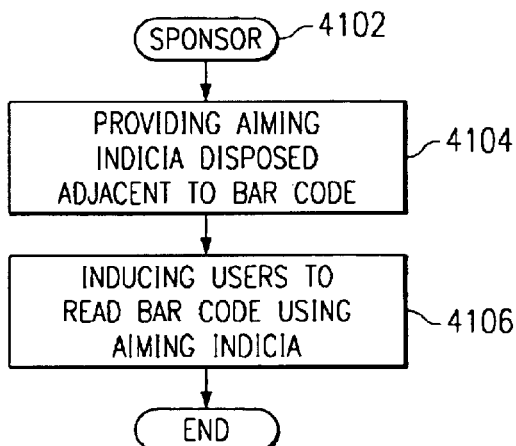 SPONSOR
4102
PROVIDING AIMING
INDICIA DISPOSED
ADJACENT TO BAR CODE
4104
INDUCING USERS TO
READ BAR CODE USING
AIMING INDICIA
4106
END